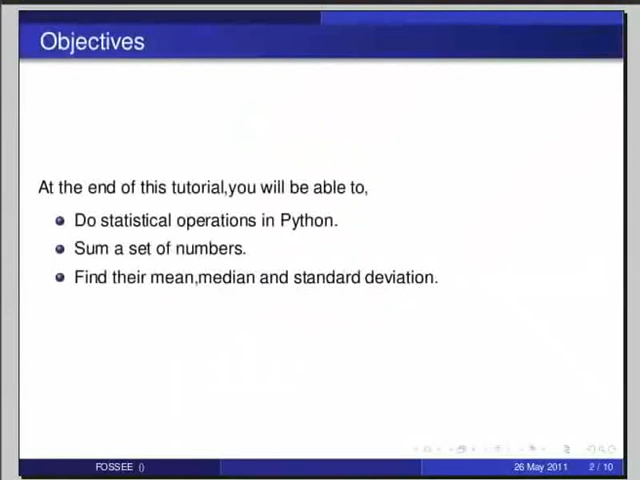 Objectives
At the end of this tutorial,you will be able to,
Do statistical operations in Python.
Sum a set of numbers.
Find their mean,median and standard deviation.
FOSSEE ()
26 May 2011
2 / 10